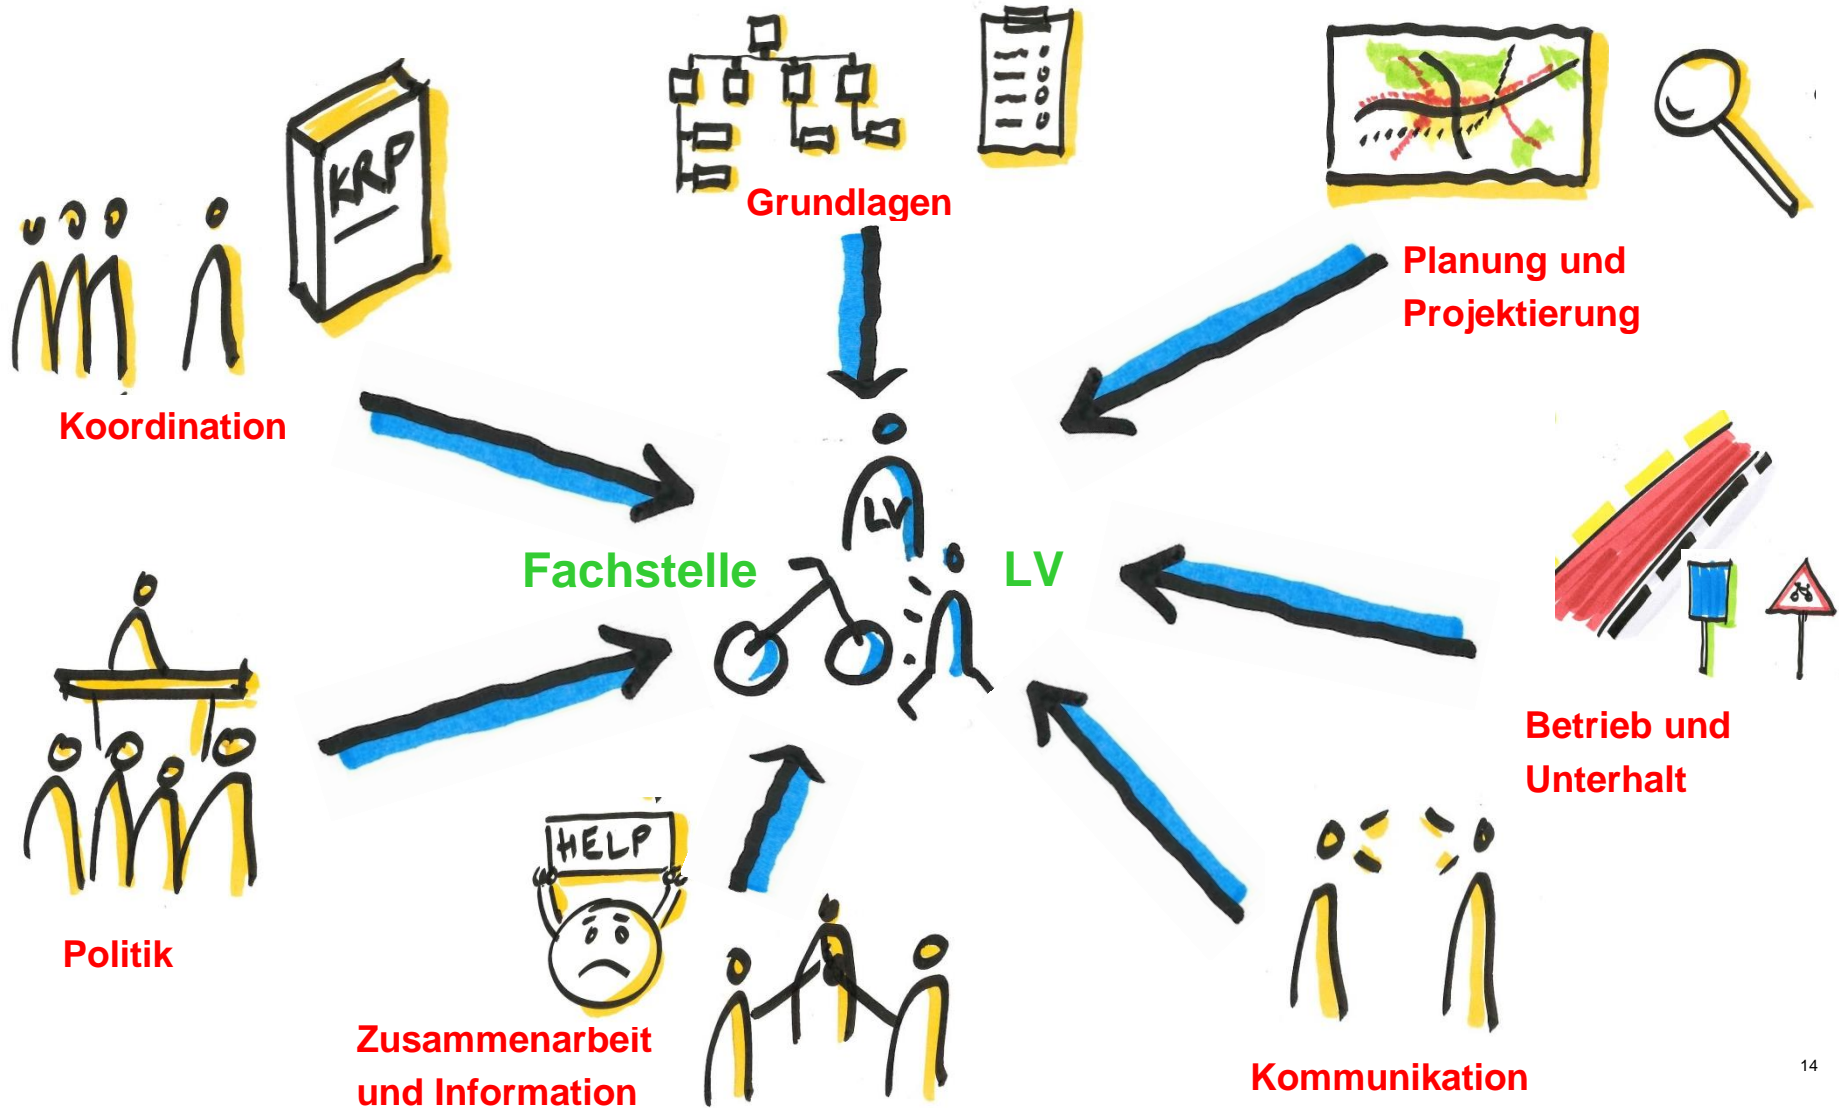 KRP
Grundlagen
Planung und
Projektierung
Koordination
LV
Fachstelle LV
Betrieb und
Unterhalt
HELP
Politik
Zusammenarbeit
und Information
Kommunikation
14